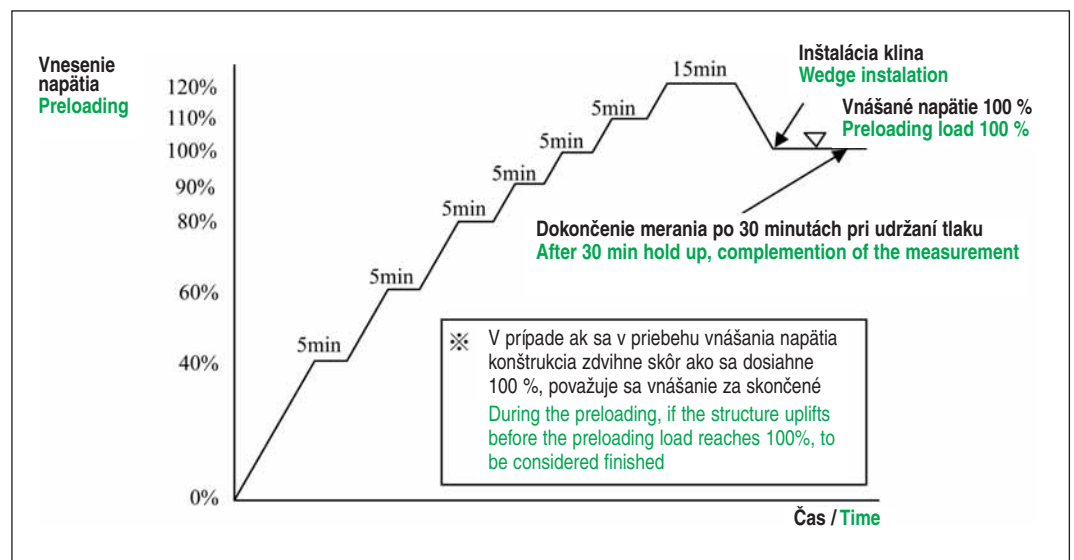 Vnesenie
napätia
Preloading
120%
110%
100%
90%
80%
60%
40%
0%
5min
5min
5min
5min
5min
5min
15min
Inštalácia klina
Wedge instalation
Vnášané napätie 100 %
Preloading load 100 %
Dokončenie merania po 30 minutách pri udržaní tlaku
After 30 min hold up, complemention of the measurement
※ V prípade ak sa v priebehu vnášania napätia
konštrukcia zdvihne skôr ako sa dosiahne
100 %, považuje sa vnášanie za skončené
During the preloading, if the structure uplifts
before the preloading load reaches 100%, to
be considered finished
Čas / Time